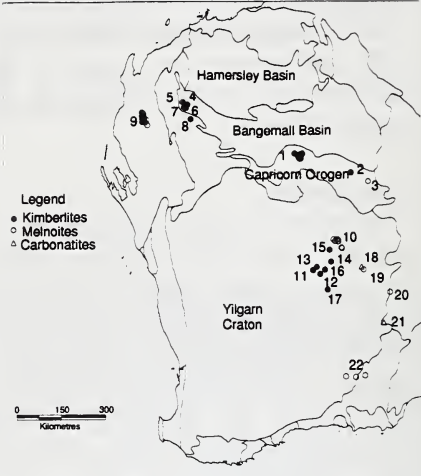 Hamersley Basin
5 4
7 6
8
9
Bangemall Basin
1
2
Capricorn Orogen
3
Legend
Kimberlites
Melnoites
Carbonatites
10
15
14
13
18
16
11
19
12
17
20
Yilgarn
Craton
21
22
0 150 300
Kilometres